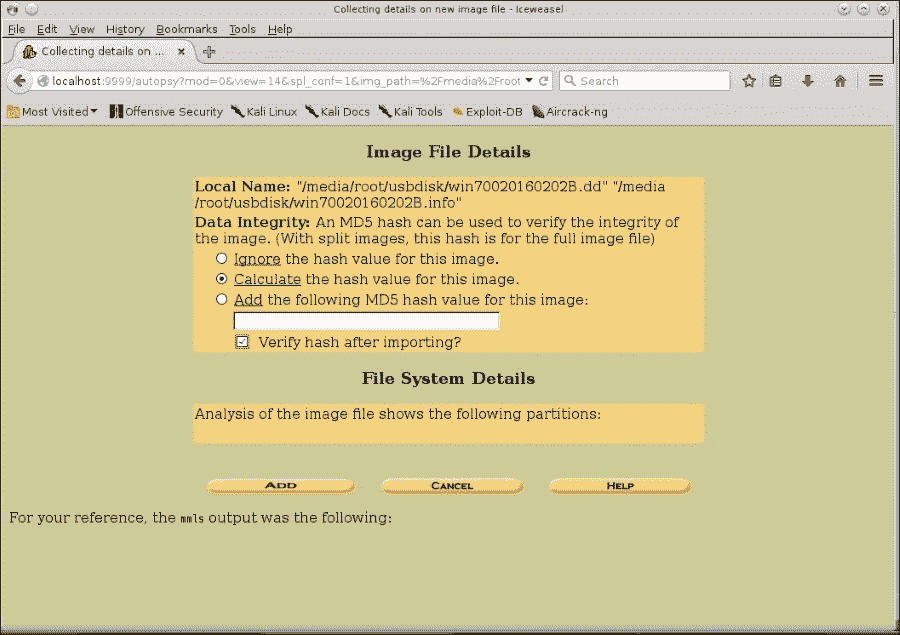 Collecting details on new image file - Iceweasel
File Edit View History Bookmarks Tools Help
Collecting details on ...
localhost:9999/autopsy?mod=0&view=14&spl_conf=1&img_path=%2Fmedia%2Froot
Search
Most Visited Offensive Security Kali Linux Kali Docs Kali Tools Exploit-DB Aircrack-ng
Image File Details
Local Name: "/media/root/usbdisk/win70020160202B.dd" "/media
/root/usbdisk/win70020160202B.info"
Data Integrity: An MD5 hash can be used to verify the integrity of
the image. (With split images, this hash is for the full image file)
Ignore the hash value for this image.
Calculate the hash value for this image.
Add the following MD5 hash value for this image:
Verify hash after importing?
File System Details
Analysis of the image file shows the following partitions:
ADD CANCEL HELP
For your reference, the mmls output was the following: